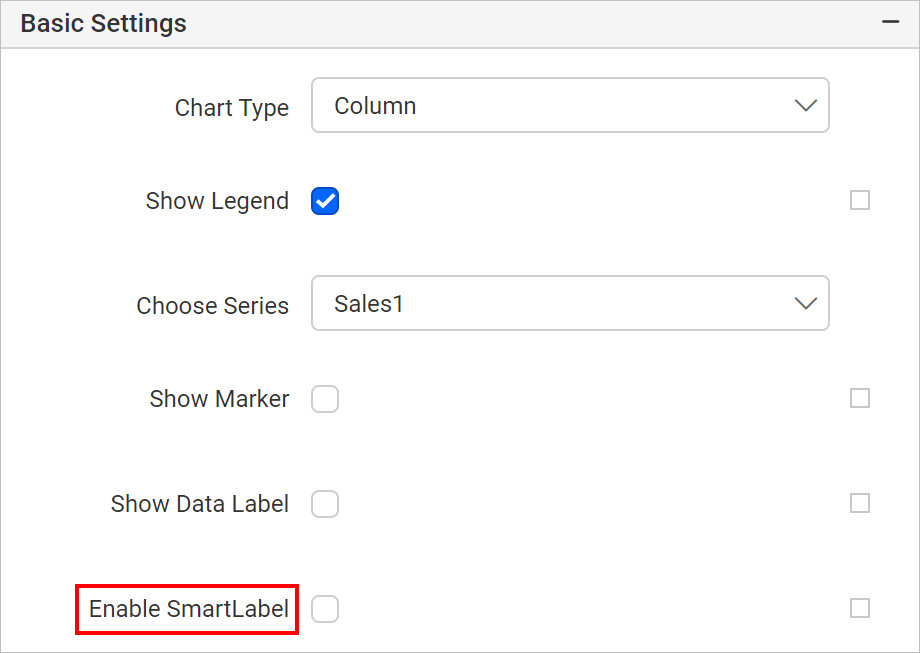 Basic Settings
Chart Type Column
Show Legend
Choose Series Sales1
Show Marker
Show Data Label
Enable SmartLabel